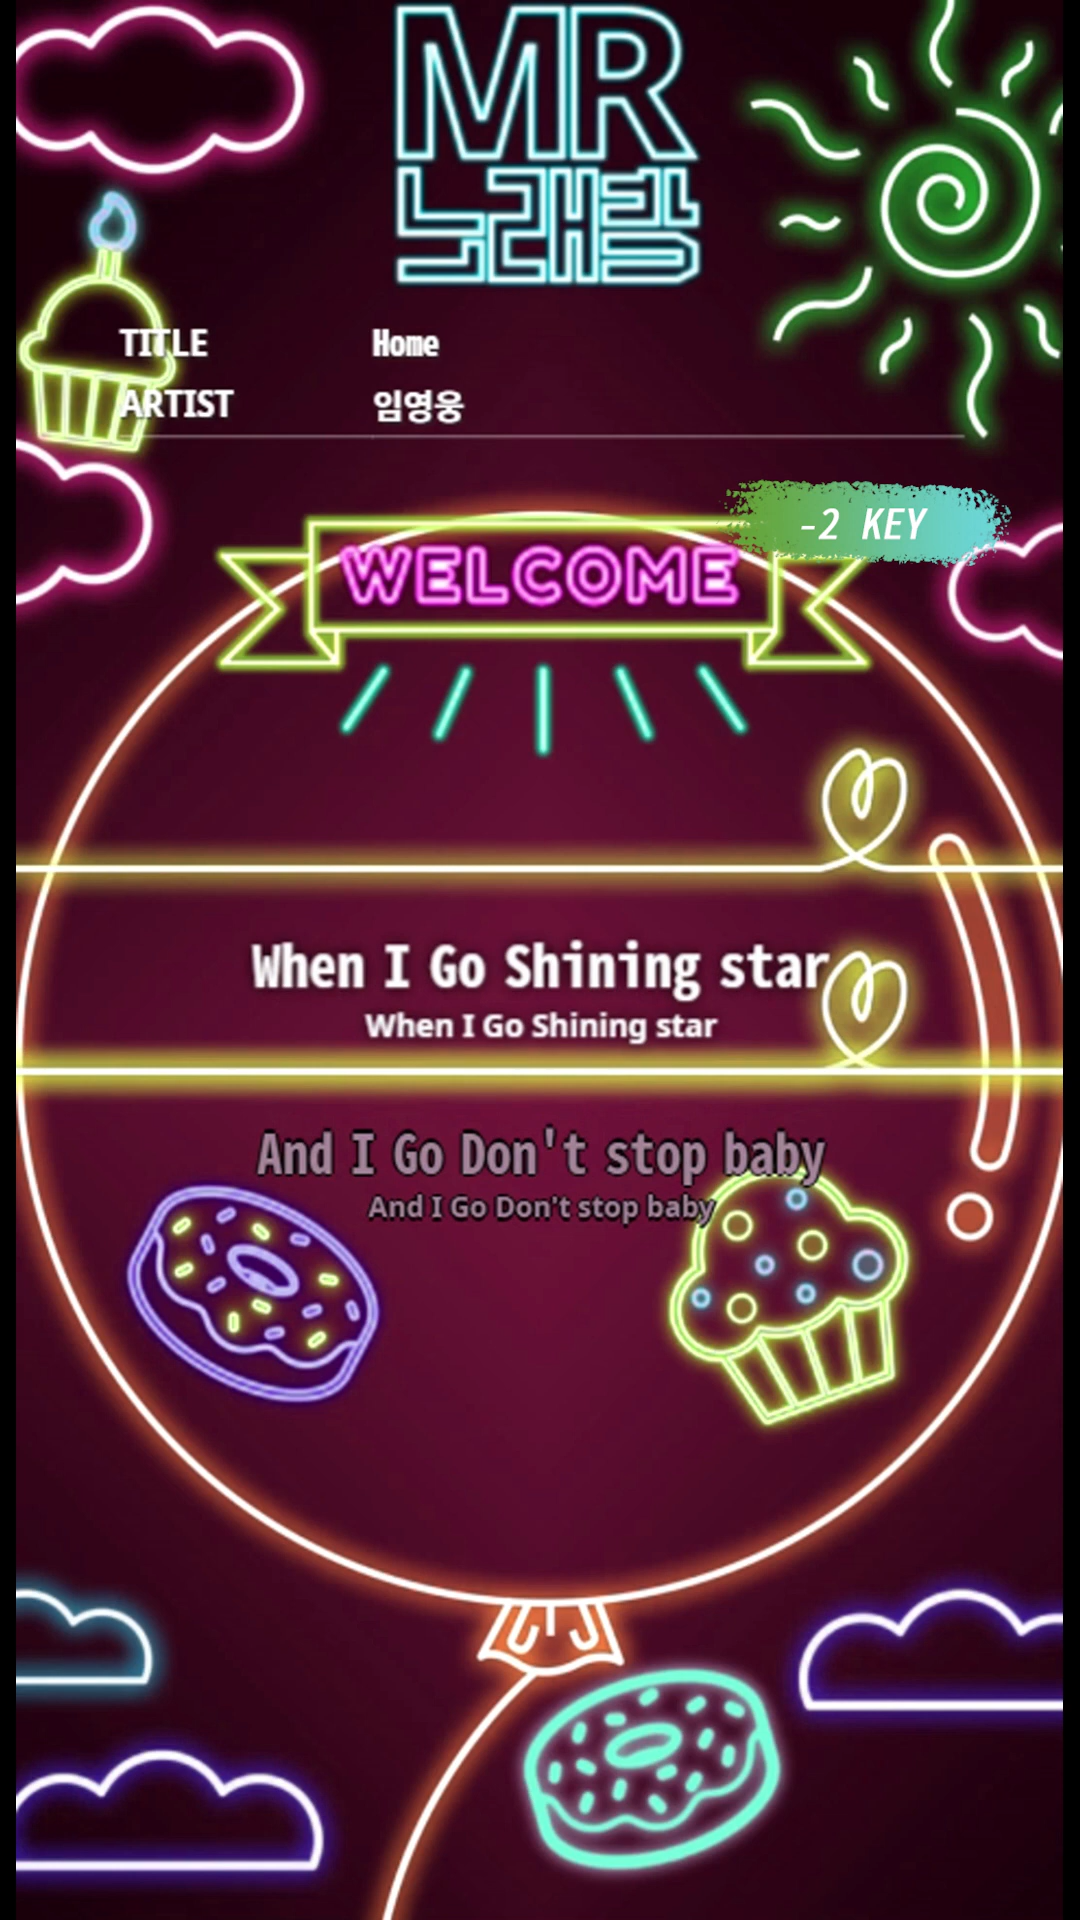 MR
노래방
TITLE Home
ARTIST 임영웅
-2 KEY
WELCOME
When I Go Shining star
When I Go Shining star
And I Go Don't stop baby
And I Go Don't stop baby